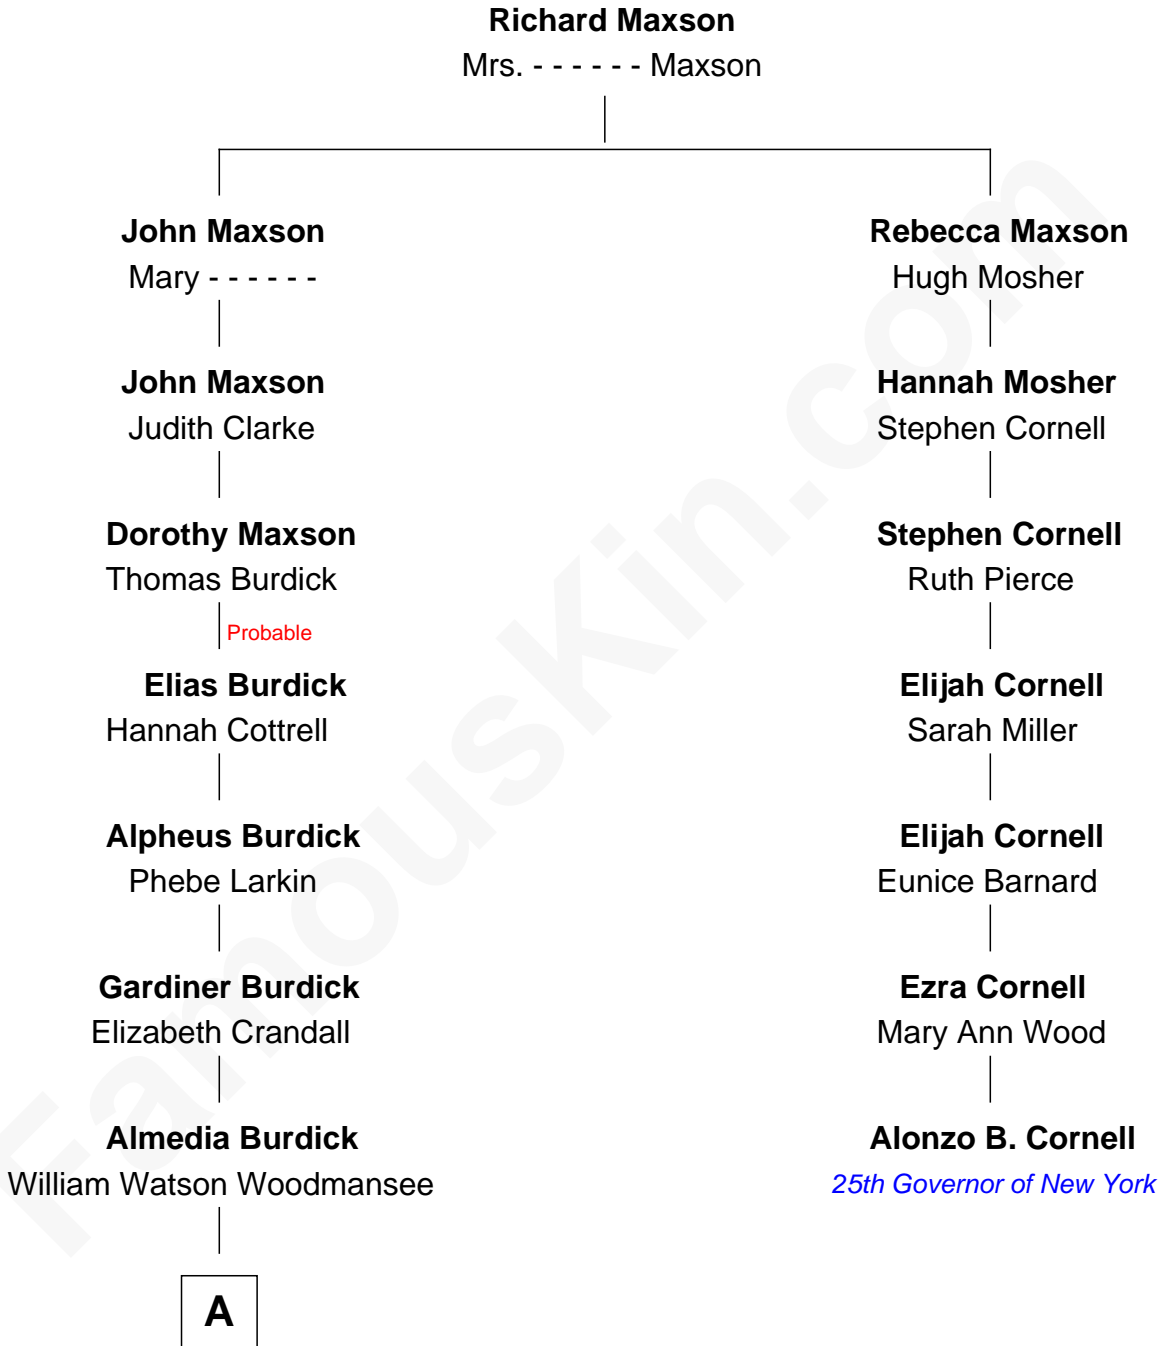 Richard Maxson
Mrs. - - - - - - Maxson
John Maxson
Mary - - - - - -
Rebecca Maxson
Hugh Mosher
John Maxson
Judith Clarke
Hannah Mosher
Stephen Cornell
Dorothy Maxson
Thomas Burdick
Stephen Cornell
Ruth Pierce
Probable
Elias Burdick
Hannah Cottrell
Elijah Cornell
Sarah Miller
Alpheus Burdick
Phebe Larkin
Elijah Cornell
Eunice Barnard
Gardiner Burdick
Elizabeth Crandall
Ezra Cornell
Mary Ann Wood
Almedia Burdick
William Watson Woodmansee
Alonzo B. Cornell
25th Governor of New York
A
FamousKin.com